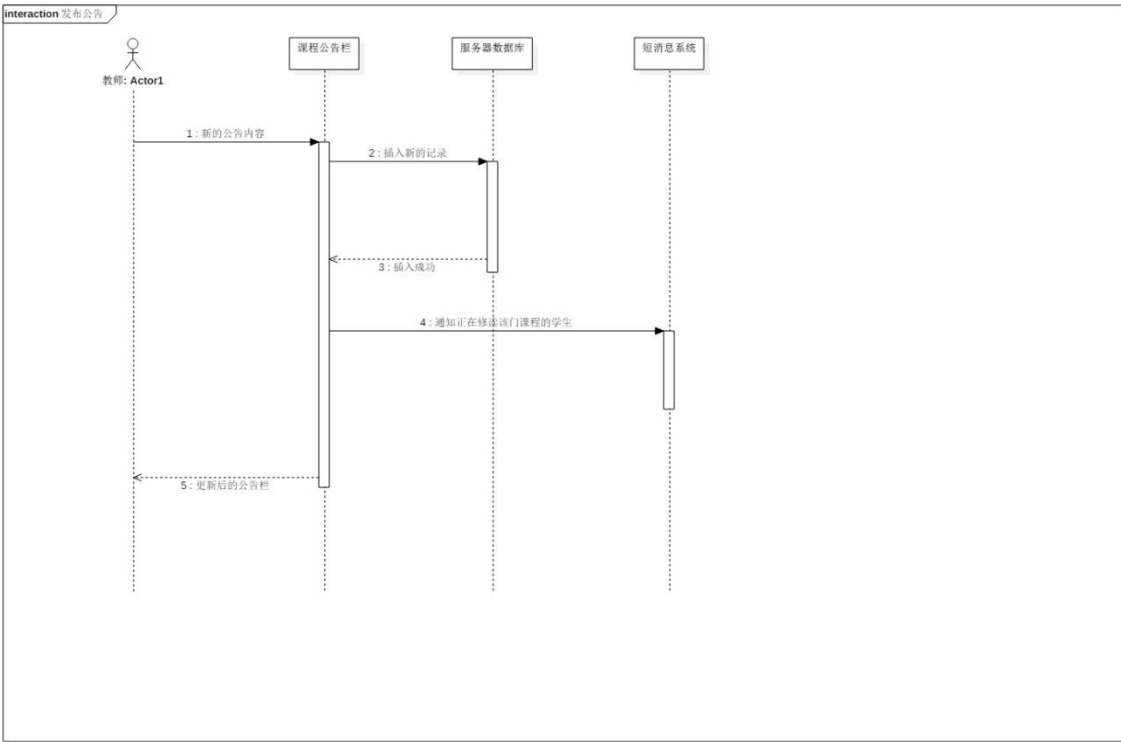 interaction 发布公告
课程公告栏
服务器数据库
短消息系统
教师: Actor1
1 : 新的公告内容
2 : 插入新的记录
3 : 插入成功
4 : 通知正在修读该门课程的学生
5 : 更新后的公告栏